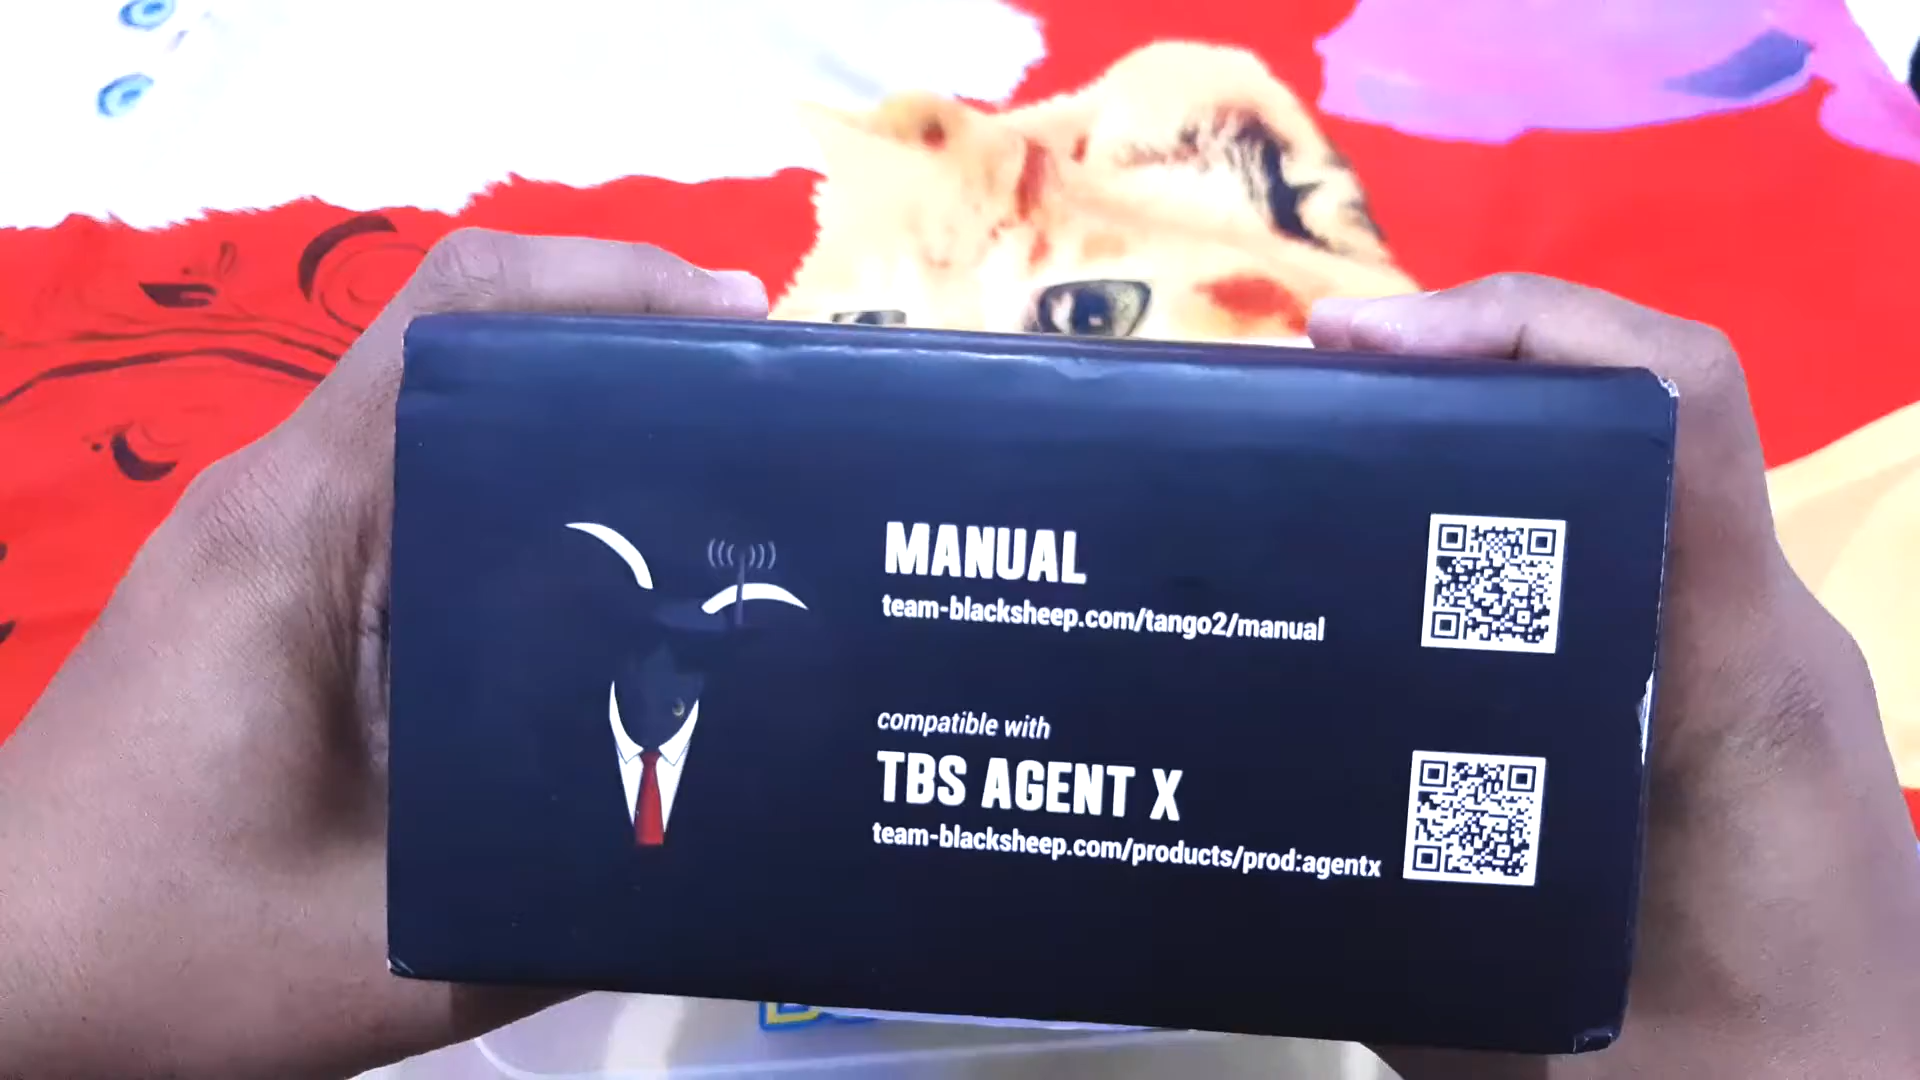 MANUAL
team-blacksheep.com/tango2/manual
compatible with
TBS AGENT X
team-blacksheep.com/products/prod:agentx